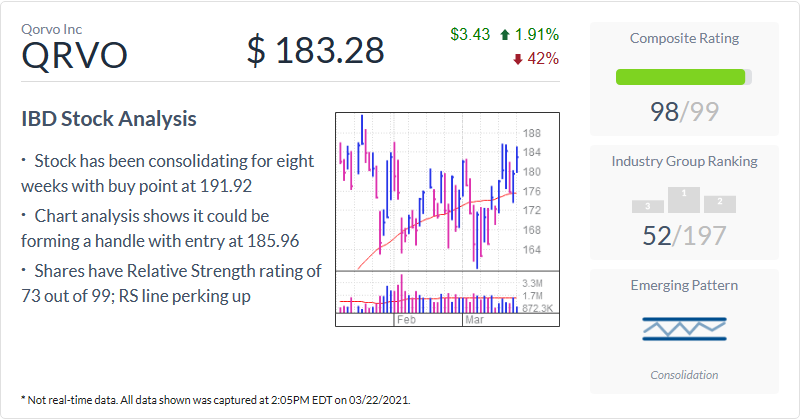 Qorvo Inc
QRVO
$ 183.28
$3.43 1.91%
42%
IBD Stock Analysis
· Stock has been consolidating for eight
weeks with buy point at 191.92
· Chart analysis shows it could be
forming a handle with entry at 185.96
· Shares have Relative Strength rating of
73 out of 99; RS line perking up
188
184
180
176
172
168
164
3.3M
1.7M
872.3K
Feb
Mar
Composite Rating
98/99
Industry Group Ranking
3
1
2
52/197
Emerging Pattern
Consolidation
* Not real-time data. All data shown was captured at 2:05PM EDT on 03/22/2021.